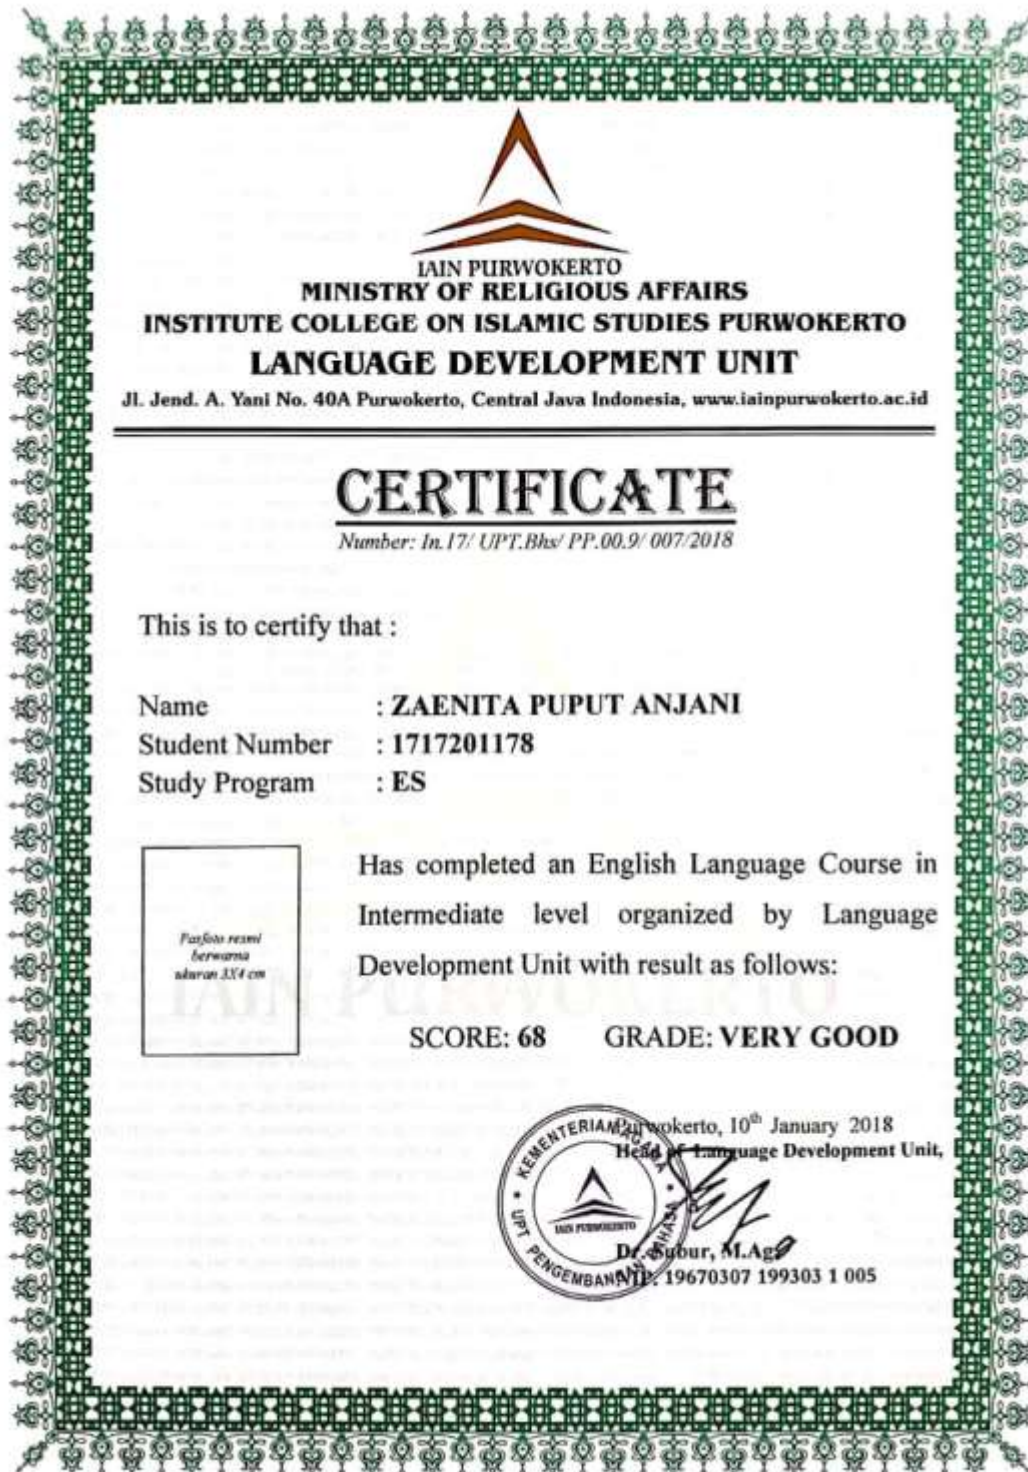 IAIN PURWOKERTO
MINISTRY OF RELIGIOUS AFFAIRS
INSTITUTE COLLEGE ON ISLAMIC STUDIES PURWOKERTO
LANGUAGE DEVELOPMENT UNIT
Jl. Jend. A. Yani No. 40A Purwokerto, Central Java Indonesia, www.iainpurwokerto.ac.id
CERTIFICATE
Number: In.17/ UPT.Bhs/ PP.00.9/ 007/2018
This is to certify that :
Name : ZAENITA PUPUT ANJANI
Student Number : 1717201178
Study Program : ES
Pasfoto resmi
berwarna
ukuran 3X4 cm
Has completed an English Language Course in
Intermediate level organized by Language
Development Unit with result as follows:
IAIN PURWOKERTO
SCORE: 68 GRADE: VERY GOOD
Purwokerto, 10th January 2018
Head of Language Development Unit,
KEMENTERIAN AGAMA
IAIN PURWOKERTO
UPT PENGEMBANGAN
Dr. Subur, M.Ag
NIP. 19670307 199303 1 005